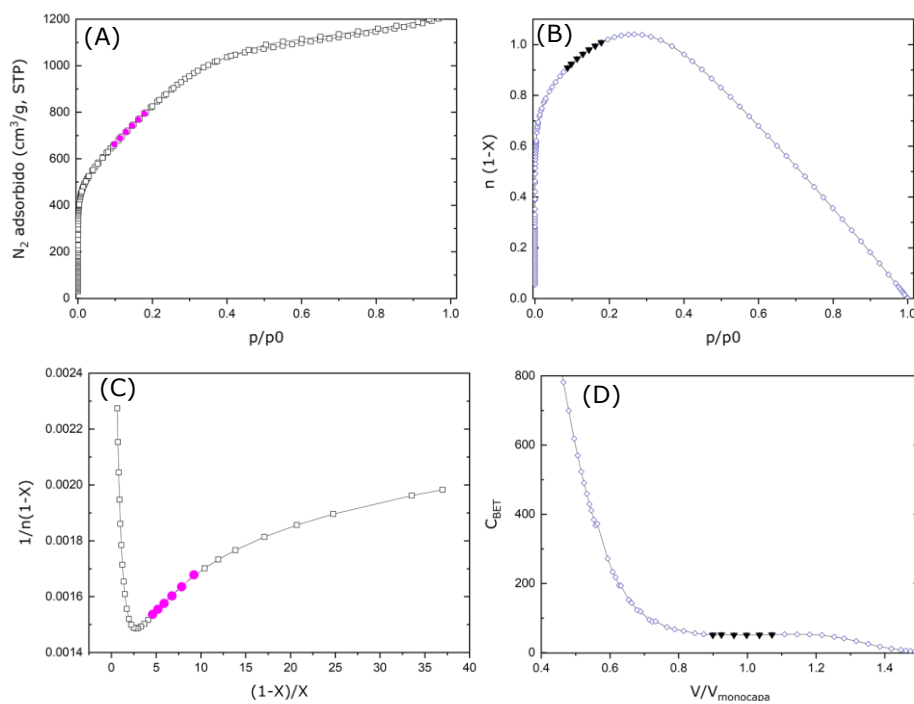 (A)
1200
1000
800
600
400
200
0
N₂ adsorbido (cm³/g, STP)
0.0 0.2 0.4 0.6 0.8 1.0
p/p0
(B)
1.0
0.8
0.6
0.4
0.2
0.0
n (1-X)
0.0 0.2 0.4 0.6 0.8 1.0
p/p0
(C)
0.0024
0.0022
0.0020
0.0018
0.0016
0.0014
1/n(1-X)
0 5 10 15 20 25 30 35 40
(1-X)/X
(D)
800
600
400
200
0
C_BET
0.4 0.6 0.8 1.0 1.2 1.4
V/V_monocapa